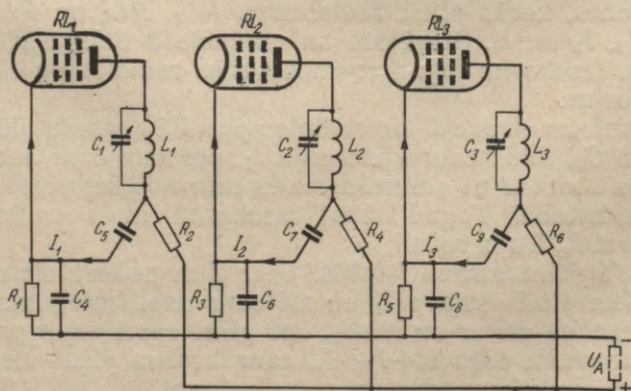 RL₁ RL₂ RL₃
C₁ L₁ C₂ L₂ C₃ L₃
C₅ R₂ C₇ R₄ C₉ R₆
I₁ I₂ I₃
R₁ C₄ R₃ C₆ R₅ C₈
U_A
−
+